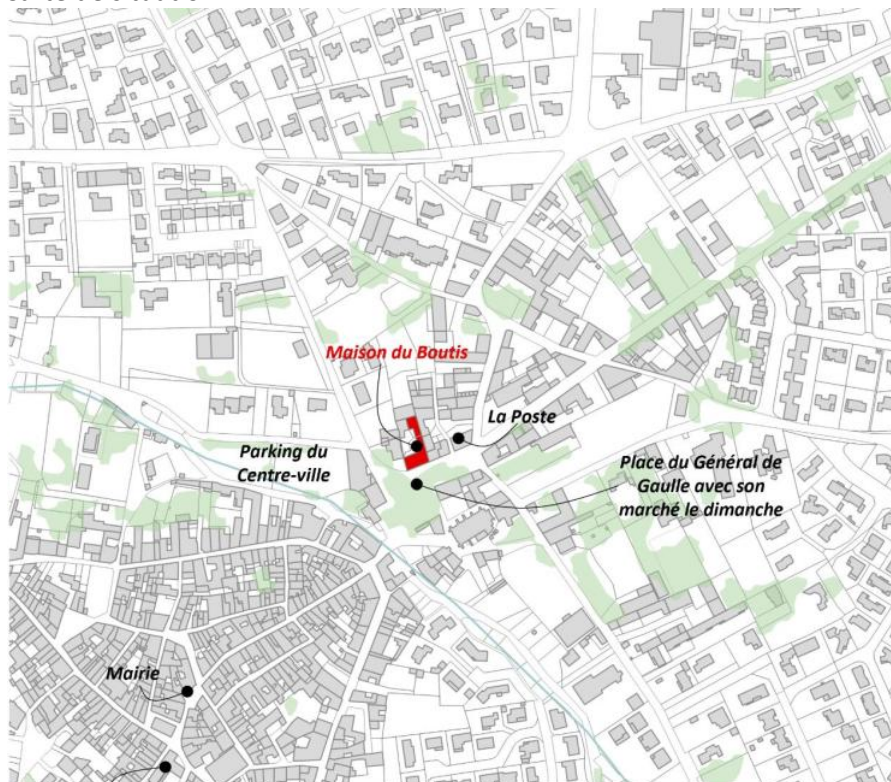 Maison du Boutis
La Poste
Parking du
Centre-ville
Place du Général de
Gaulle avec son
marché le dimanche
Mairie